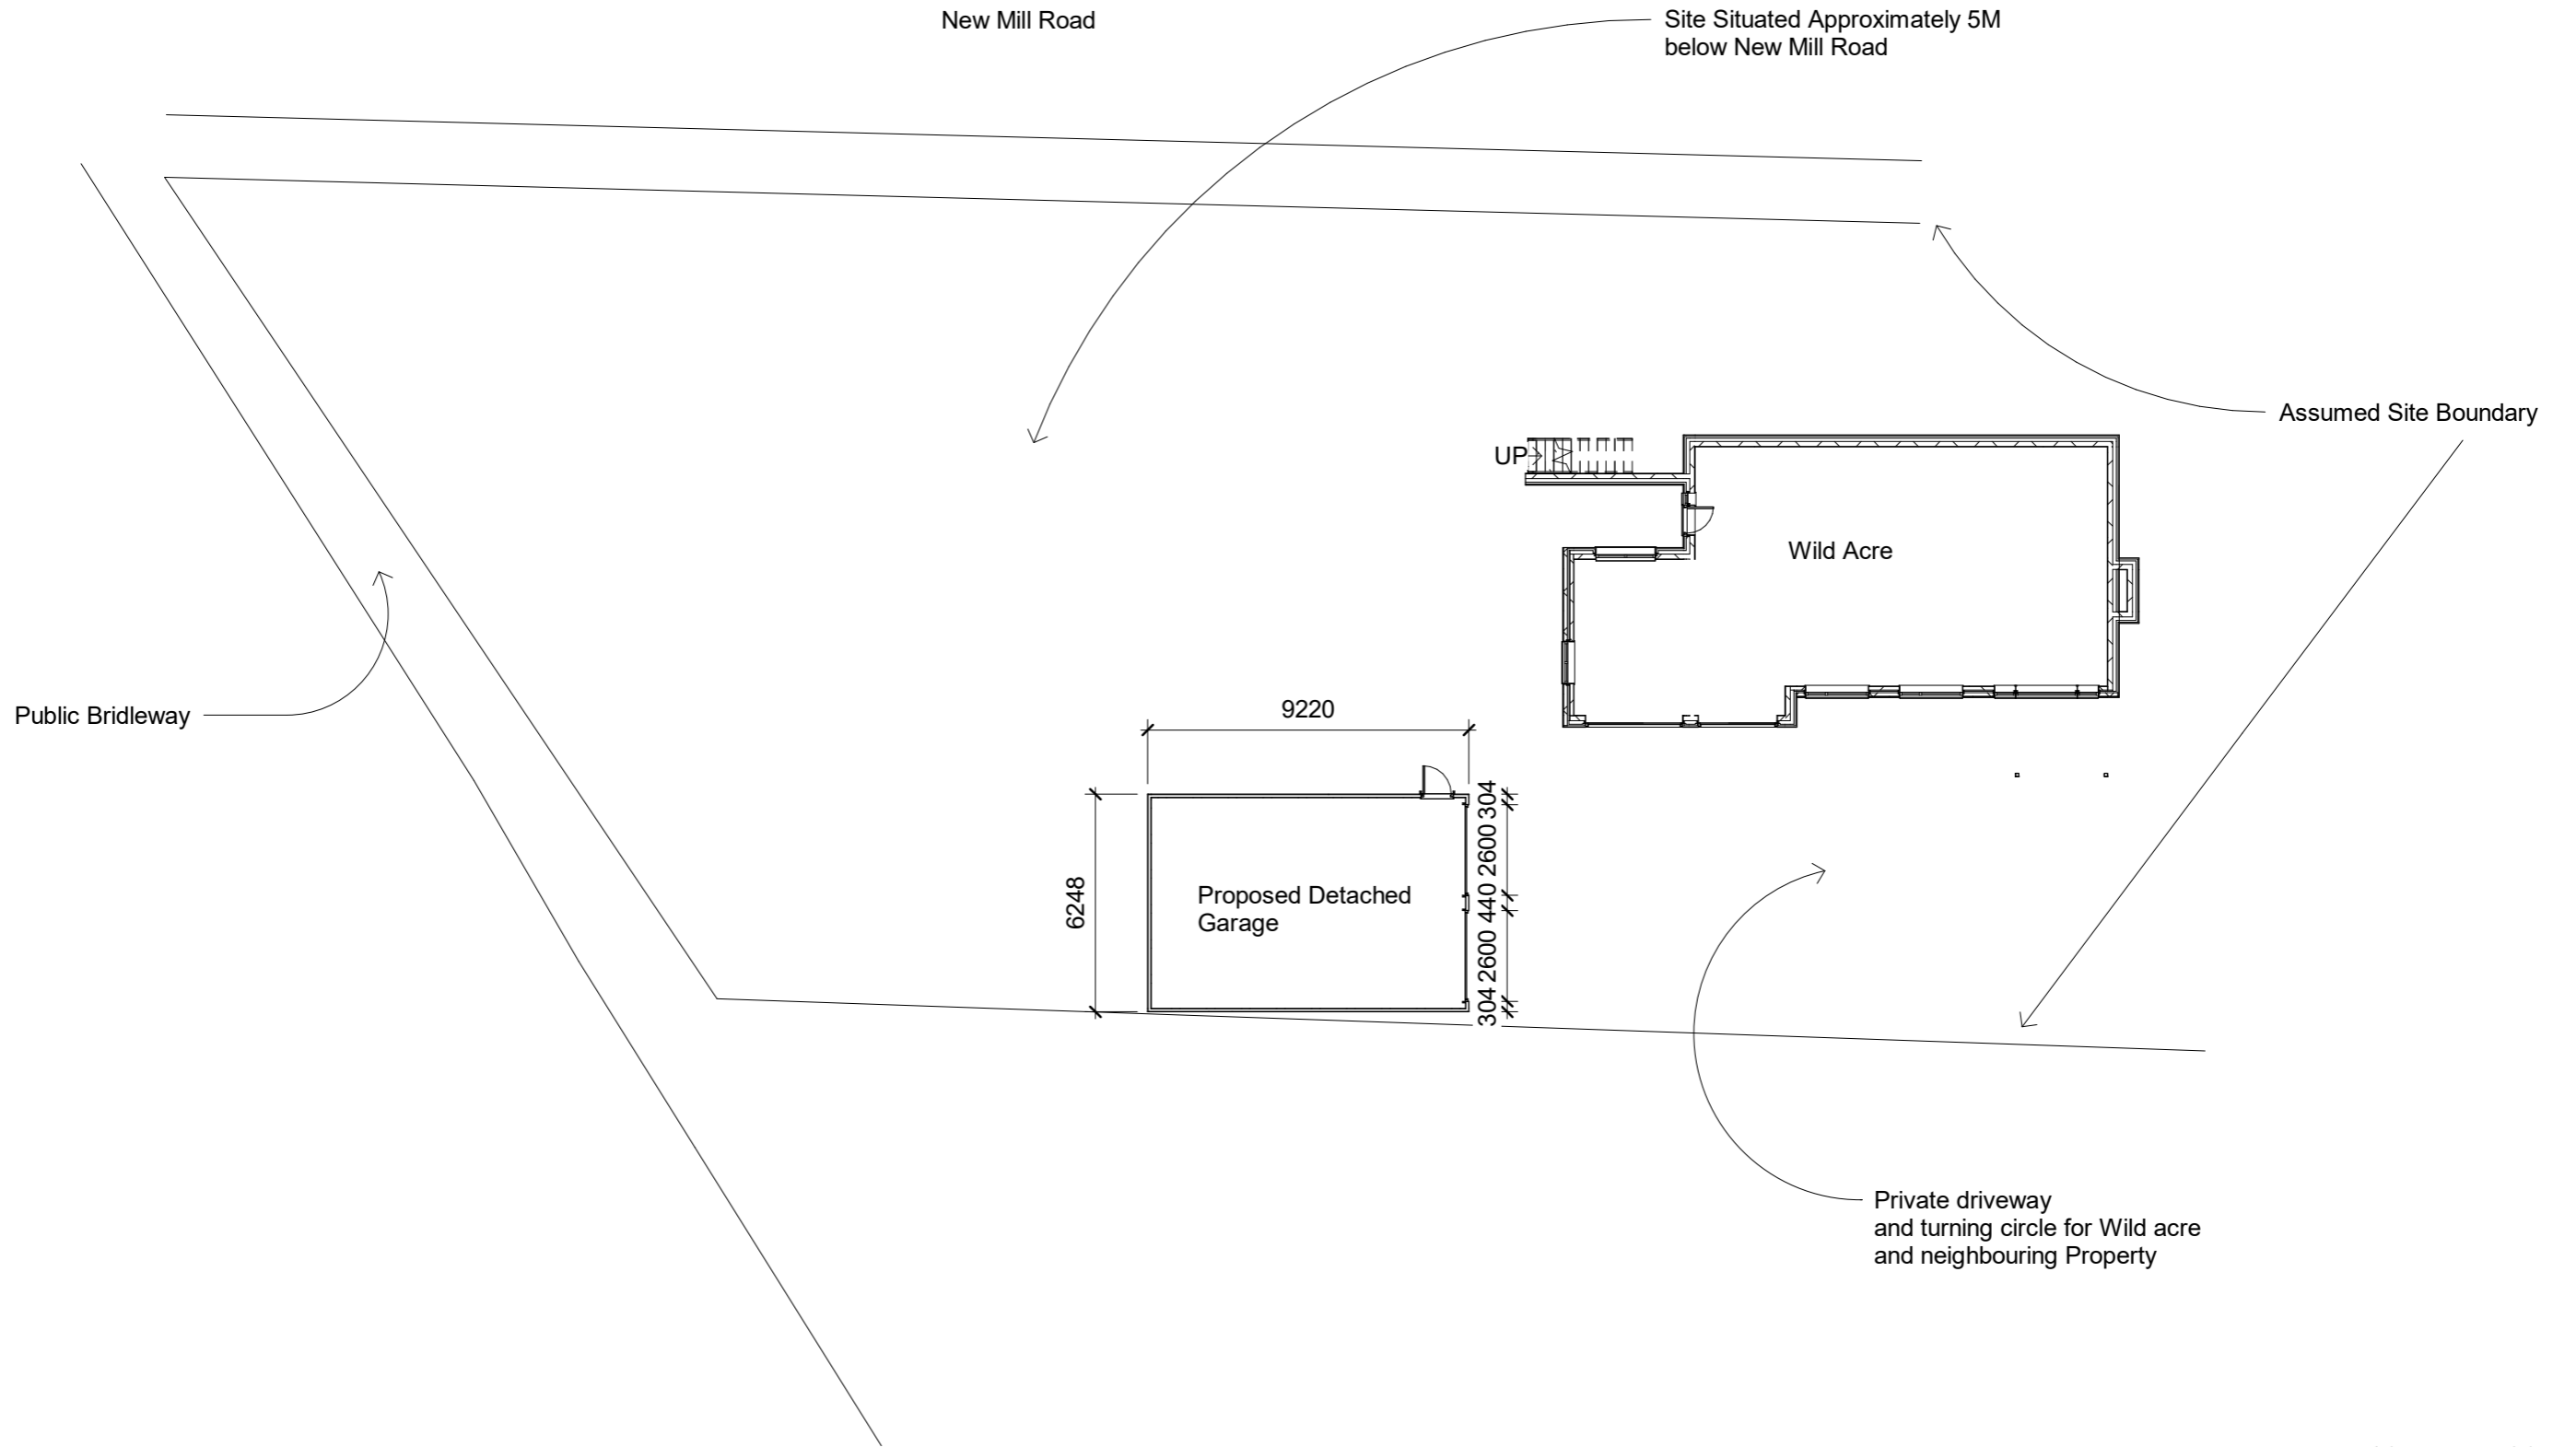 New Mill Road
Site Situated Approximately 5M
below New Mill Road
Assumed Site Boundary
UP
Wild Acre
Public Bridleway
9220
6248
Proposed Detached
Garage
304
2600
440
2600
304
Private driveway
and turning circle for Wild acre
and neighbouring Property